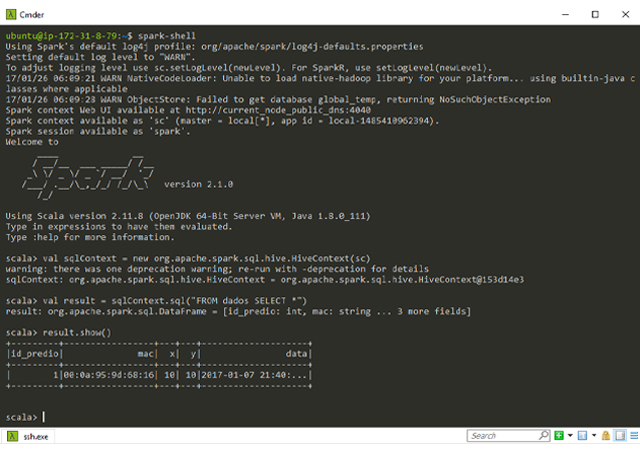 Cmder
ubuntu@ip-172-31-8-79:~$ spark-shell
Using Spark's default log4j profile: org/apache/spark/log4j-defaults.properties
Setting default log level to "WARN".
To adjust logging level use sc.setLogLevel(newLevel). For SparkR, use setLogLevel(newLevel).
17/01/26 06:09:21 WARN NativeCodeLoader: Unable to load native-hadoop library for your platform... using builtin-java c
lasses where applicable
17/01/26 06:09:23 WARN ObjectStore: Failed to get database global_temp, returning NoSuchObjectException
Spark context Web UI available at http://current_node_public_dns:4040
Spark context available as 'sc' (master = local[*], app id = local-1485410962394).
Spark session available as 'spark'.
Welcome to
Spark
version 2.1.0
Using Scala version 2.11.8 (OpenJDK 64-Bit Server VM, Java 1.8.0_111)
Type in expressions to have them evaluated.
Type :help for more information.
scala> val sqlContext = new org.apache.spark.sql.hive.HiveContext(sc)
warning: there was one deprecation warning; re-run with -deprecation for details
sqlContext: org.apache.spark.sql.hive.HiveContext = org.apache.spark.sql.hive.HiveContext@153d14e3
scala> val result = sqlContext.sql("FROM dados SELECT *")
result: org.apache.spark.sql.DataFrame = [id_predio: int, mac: string ... 3 more fields]
scala> result.show()
+---------+-----------------+---+---+--------------------+
|id_predio|              mac|  x|  y|                data|
+---------+-----------------+---+---+--------------------+
|        1|00:0a:95:9d:68:16| 10| 10|2017-01-07 21:40:...|
+---------+-----------------+---+---+--------------------+
scala>
ssh.exe
Search